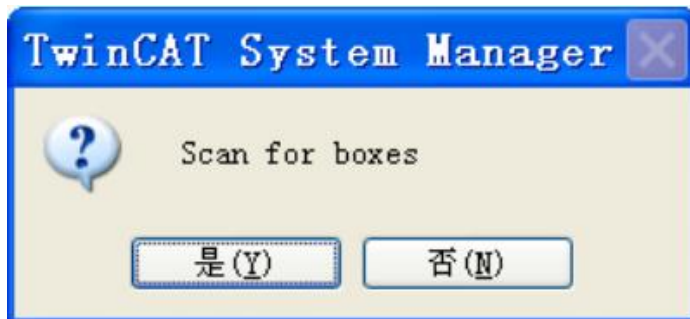 TwinCAT System Manager
Scan for boxes
是(Y) 否(N)